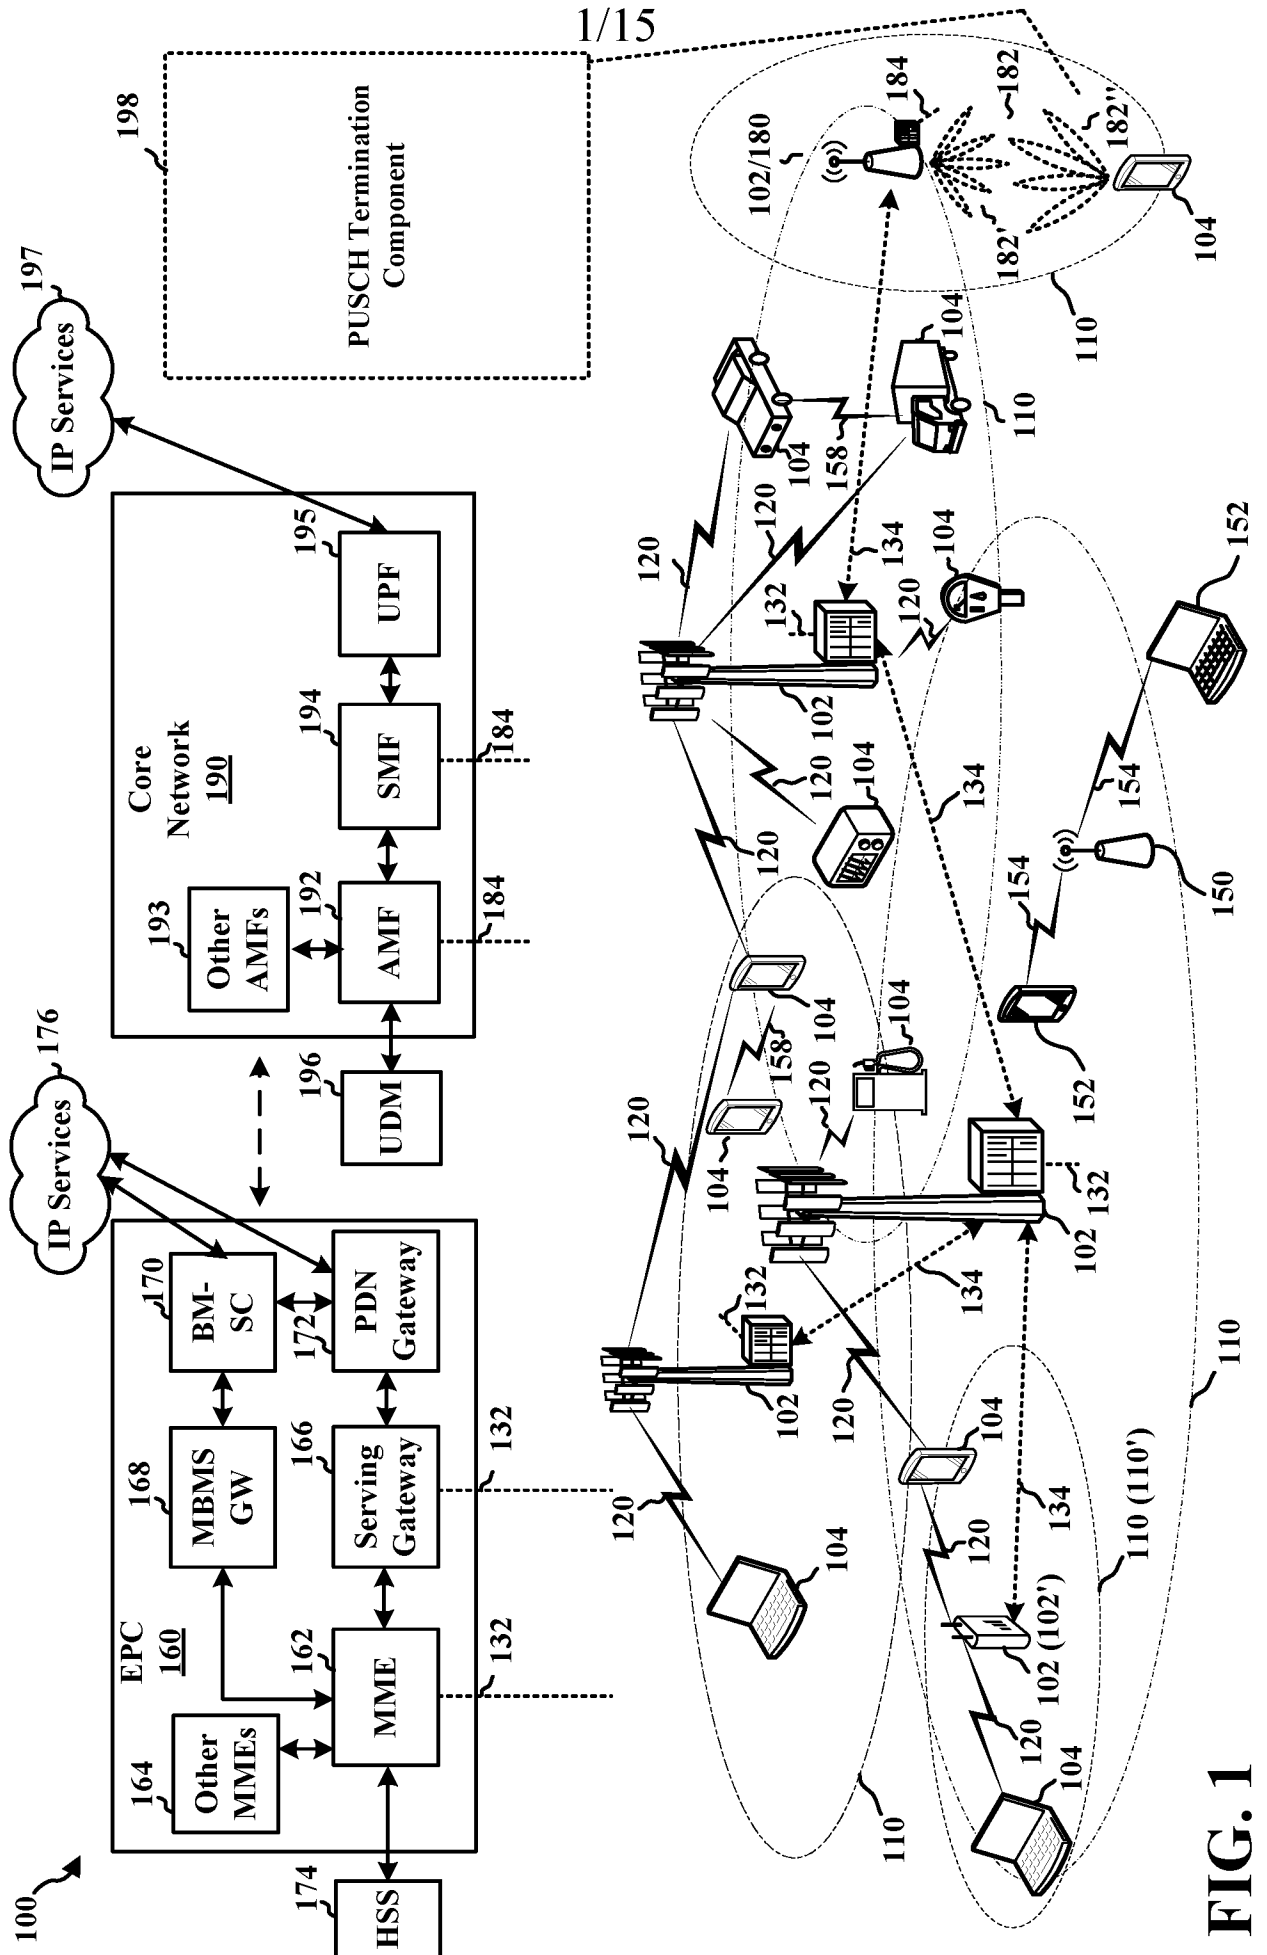 1/15
100
EPC
160
164
Other
MMEs
162
MME
174
HSS
168
MBMS
GW
166
Serving
Gateway
170
BM-
SC
172
PDN
Gateway
132
132
176
IP Services
Core
Network
190
193
Other
AMFs
192
AMF
196
UDM
194
SMF
195
UPF
184
184
197
IP Services
198
PUSCH Termination
Component
120
104
120
132
102
110
104
158
104
120
120
104
120
132
102
120
120
104
158
104
110
134
102/180
184
182
182
182''
104
110
134
120
104
134
120
104
132
102
134
120
104
120
102 (102')
134
110 (110')
110
120
104
152
154
150
154
152
FIG. 1